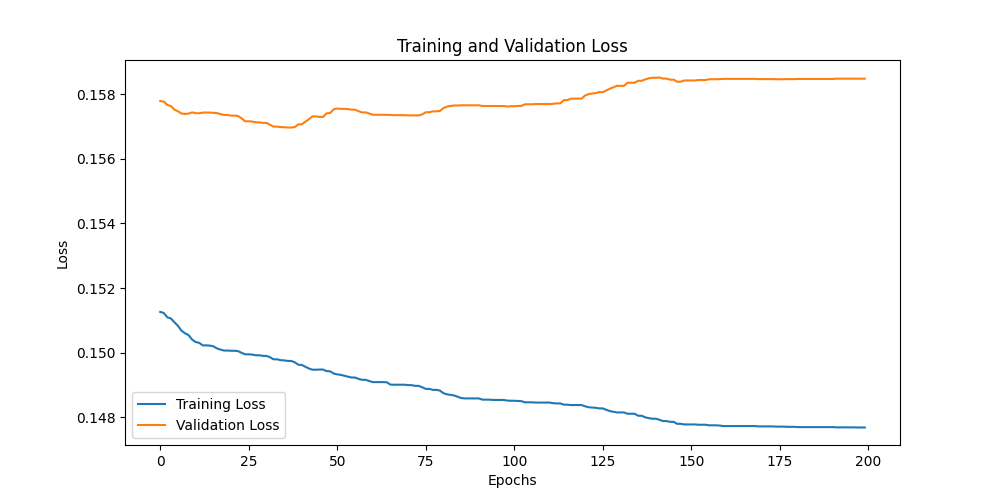 Training and Validation Loss
0.158
0.156
0.154
0.152
0.150
0.148
Loss
Training Loss
Validation Loss
0 25 50 75 100 125 150 175 200
Epochs